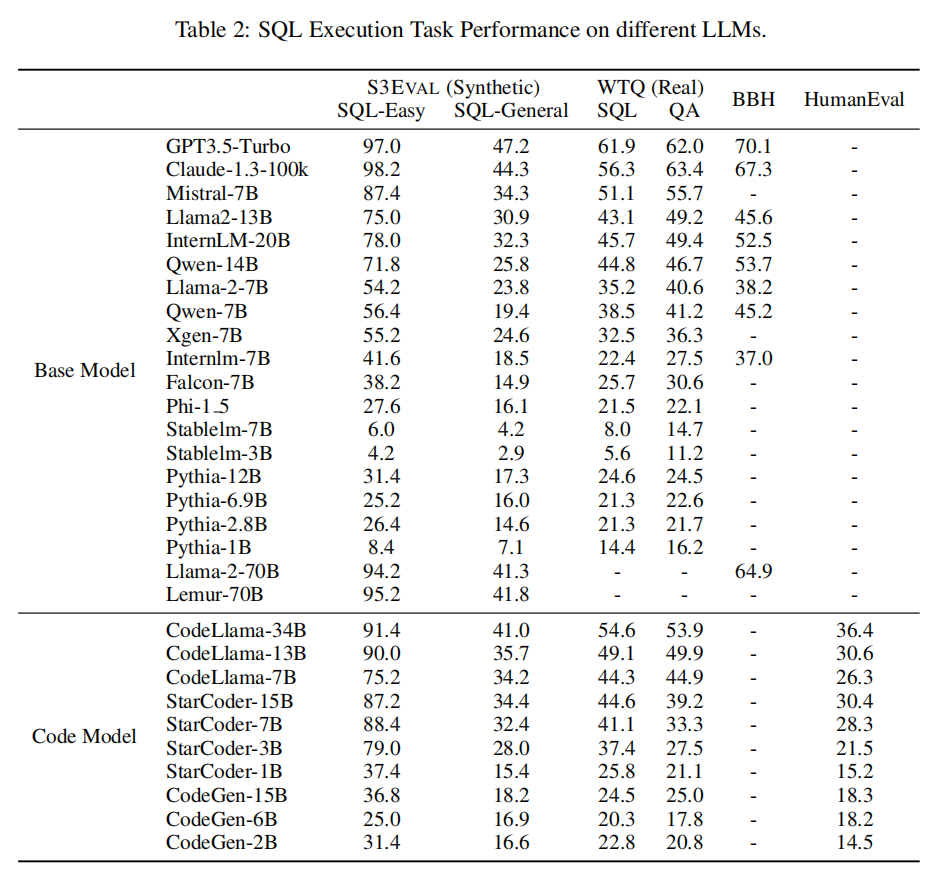 Table 2: SQL Execution Task Performance on different LLMs.
S3EVAL (Synthetic) WTQ (Real) BBH HumanEval
SQL-Easy SQL-General SQL QA
Base Model
GPT3.5-Turbo 97.0 47.2 61.9 62.0 70.1 -
Claude-1.3-100k 98.2 44.3 56.3 63.4 67.3 -
Mistral-7B 87.4 34.3 51.1 55.7 - -
Llama2-13B 75.0 30.9 43.1 49.2 45.6 -
InternLM-20B 78.0 32.3 45.7 49.4 52.5 -
Qwen-14B 71.8 25.8 44.8 46.7 53.7 -
Llama-2-7B 54.2 23.8 35.2 40.6 38.2 -
Qwen-7B 56.4 19.4 38.5 41.2 45.2 -
Xgen-7B 55.2 24.6 32.5 36.3 - -
Internlm-7B 41.6 18.5 22.4 27.5 37.0 -
Falcon-7B 38.2 14.9 25.7 30.6 - -
Phi-1_5 27.6 16.1 21.5 22.1 - -
Stablelm-7B 6.0 4.2 8.0 14.7 - -
Stablelm-3B 4.2 2.9 5.6 11.2 - -
Pythia-12B 31.4 17.3 24.6 24.5 - -
Pythia-6.9B 25.2 16.0 21.3 22.6 - -
Pythia-2.8B 26.4 14.6 21.3 21.7 - -
Pythia-1B 8.4 7.1 14.4 16.2 - -
Llama-2-70B 94.2 41.3 - - 64.9 -
Lemur-70B 95.2 41.8 - - - -
Code Model
CodeLlama-34B 91.4 41.0 54.6 53.9 - 36.4
CodeLlama-13B 90.0 35.7 49.1 49.9 - 30.6
CodeLlama-7B 75.2 34.2 44.3 44.9 - 26.3
StarCoder-15B 87.2 34.4 44.6 39.2 - 30.4
StarCoder-7B 88.4 32.4 41.1 33.3 - 28.3
StarCoder-3B 79.0 28.0 37.4 27.5 - 21.5
StarCoder-1B 37.4 15.4 25.8 21.1 - 15.2
CodeGen-15B 36.8 18.2 24.5 25.0 - 18.3
CodeGen-6B 25.0 16.9 20.3 17.8 - 18.2
CodeGen-2B 31.4 16.6 22.8 20.8 - 14.5